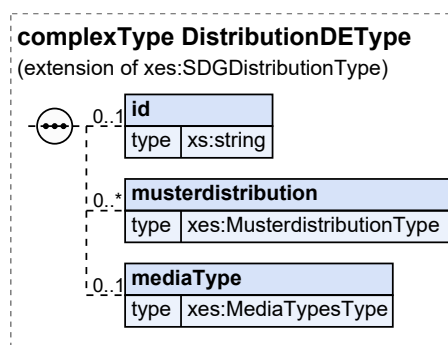 complexType DistributionDEType
(extension of xes:SDGDistributionType)
0..1 id
type xs:string
0..* musterdistribution
type xes:MusterdistributionType
0..1 mediaType
type xes:MediaTypesType